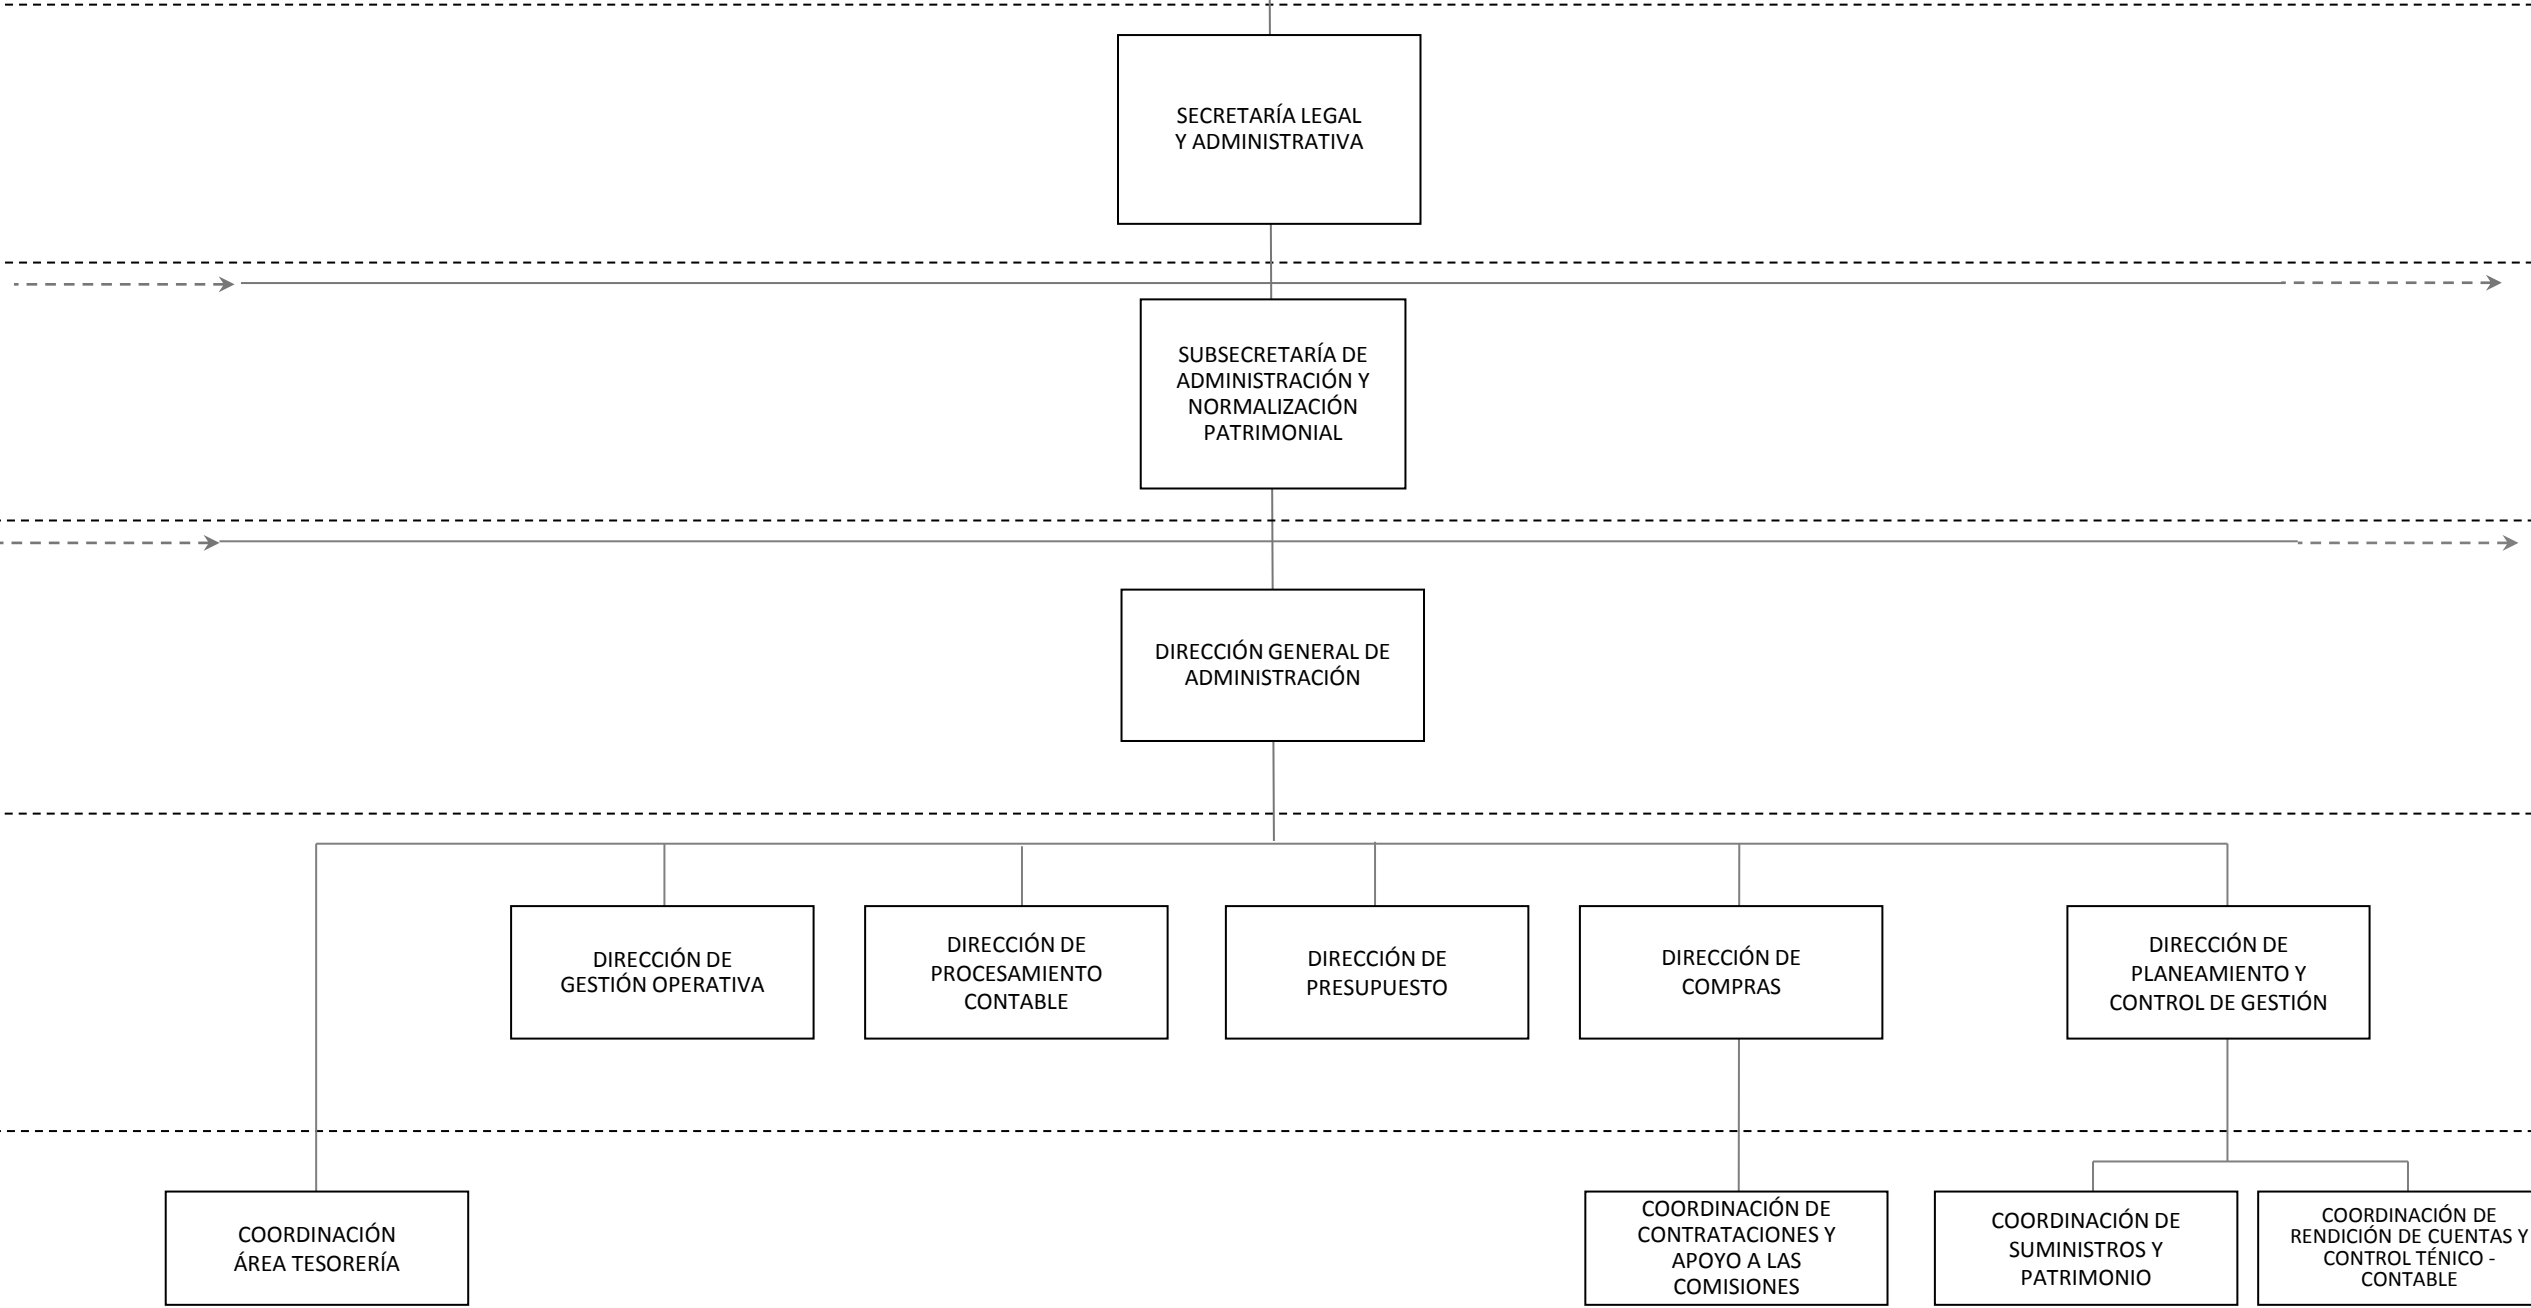 SECRETARÍA LEGAL
Y ADMINISTRATIVA
SUBSECRETARÍA DE
ADMINISTRACIÓN Y
NORMALIZACIÓN
PATRIMONIAL
DIRECCIÓN GENERAL DE
ADMINISTRACIÓN
DIRECCIÓN DE
GESTIÓN OPERATIVA
DIRECCIÓN DE
PROCESAMIENTO
CONTABLE
DIRECCIÓN DE
PRESUPUESTO
DIRECCIÓN DE
COMPRAS
DIRECCIÓN DE
PLANEAMIENTO Y
CONTROL DE GESTIÓN
COORDINACIÓN
ÁREA TESORERÍA
COORDINACIÓN DE
CONTRATACIONES Y
APOYO A LAS
COMISIONES
COORDINACIÓN DE
SUMINISTROS Y
PATRIMONIO
COORDINACIÓN DE
RENDICIÓN DE CUENTAS Y
CONTROL TÉNICO -
CONTABLE